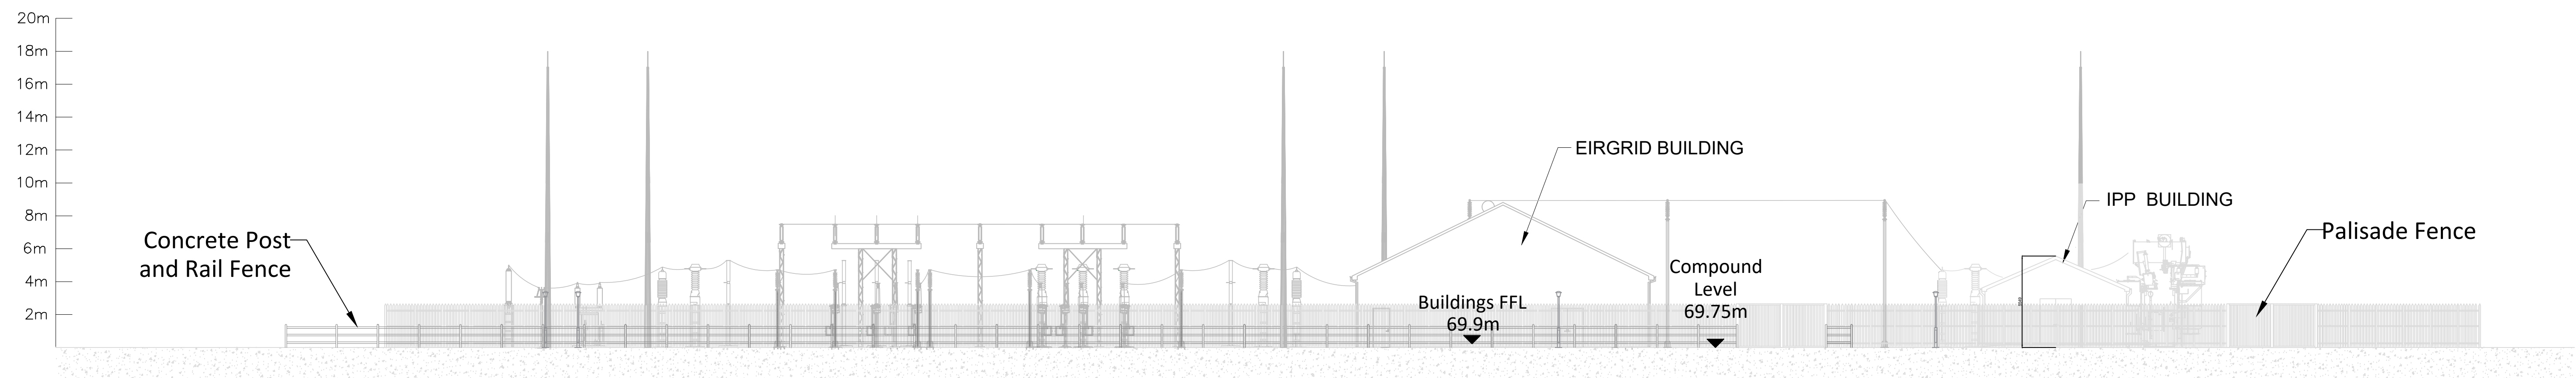 20m
18m
16m
14m
12m
10m
8m
6m
4m
2m
Concrete Post
and Rail Fence
EIRGRID BUILDING
Buildings FFL
69.9m
Compound
Level
69.75m
IPP BUILDING
Palisade Fence